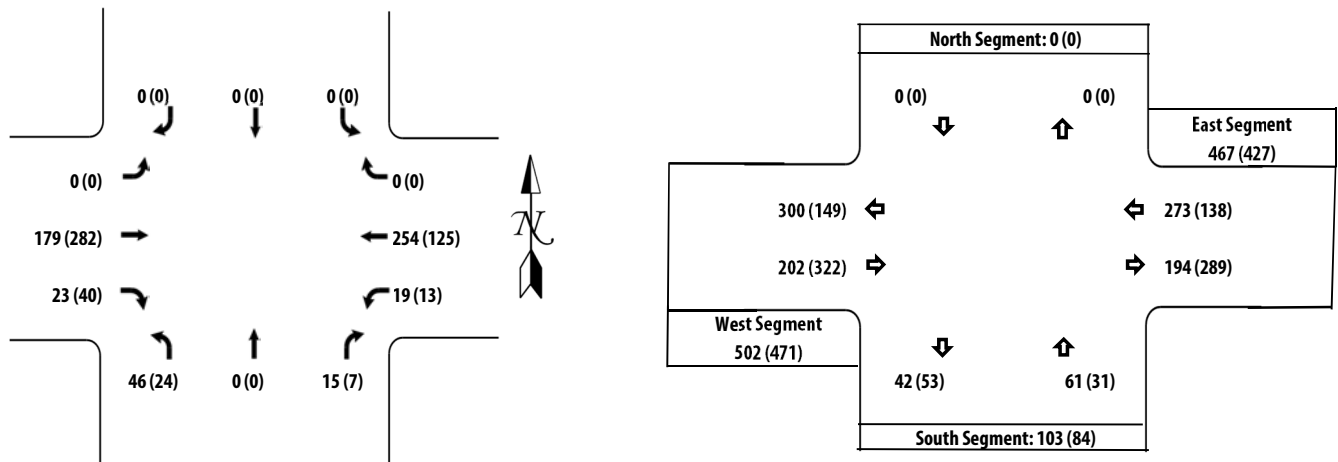 0 (0) 0 (0) 0 (0)
0 (0) 0 (0)
179 (282) 254 (125)
23 (40) 19 (13)
46 (24) 0 (0) 15 (7)
N
North Segment: 0 (0)
0 (0) 0 (0)
East Segment
467 (427)
300 (149) 273 (138)
202 (322) 194 (289)
West Segment
502 (471)
42 (53) 61 (31)
South Segment: 103 (84)